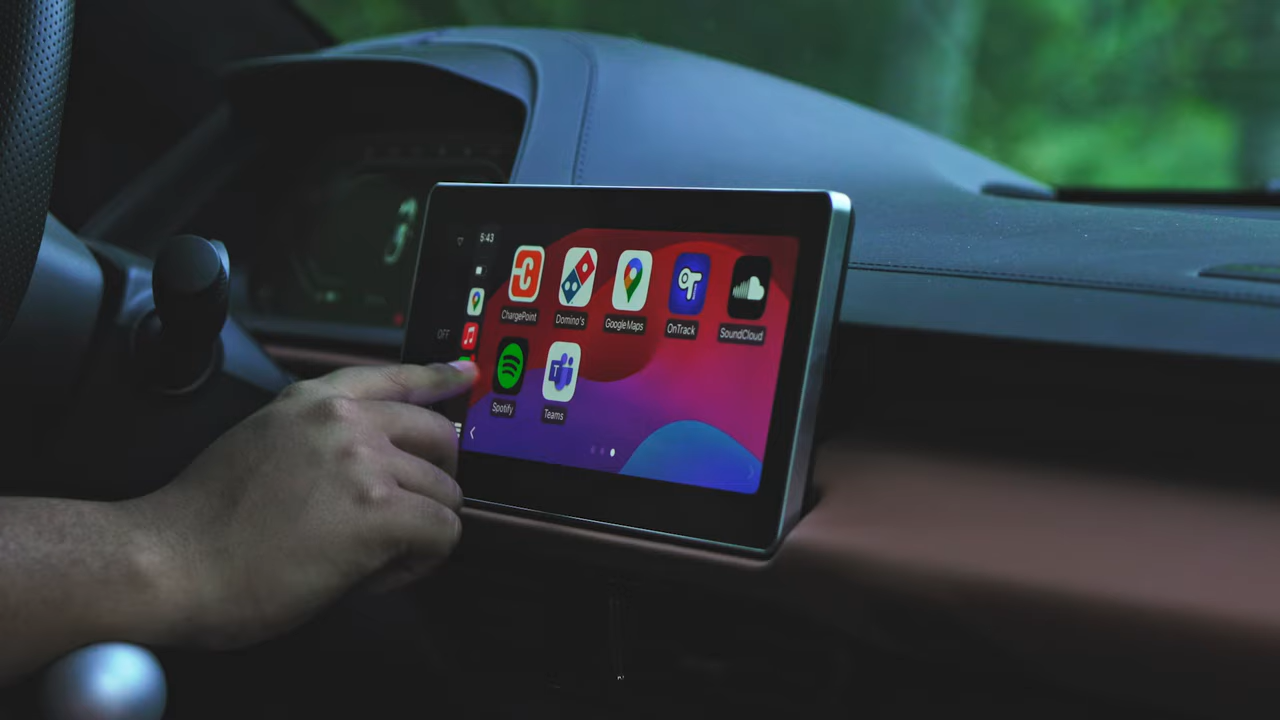 5:43
ChargePoint
Domino's
Google Maps
OnTrack
SoundCloud
OFF
Spotify
Teams